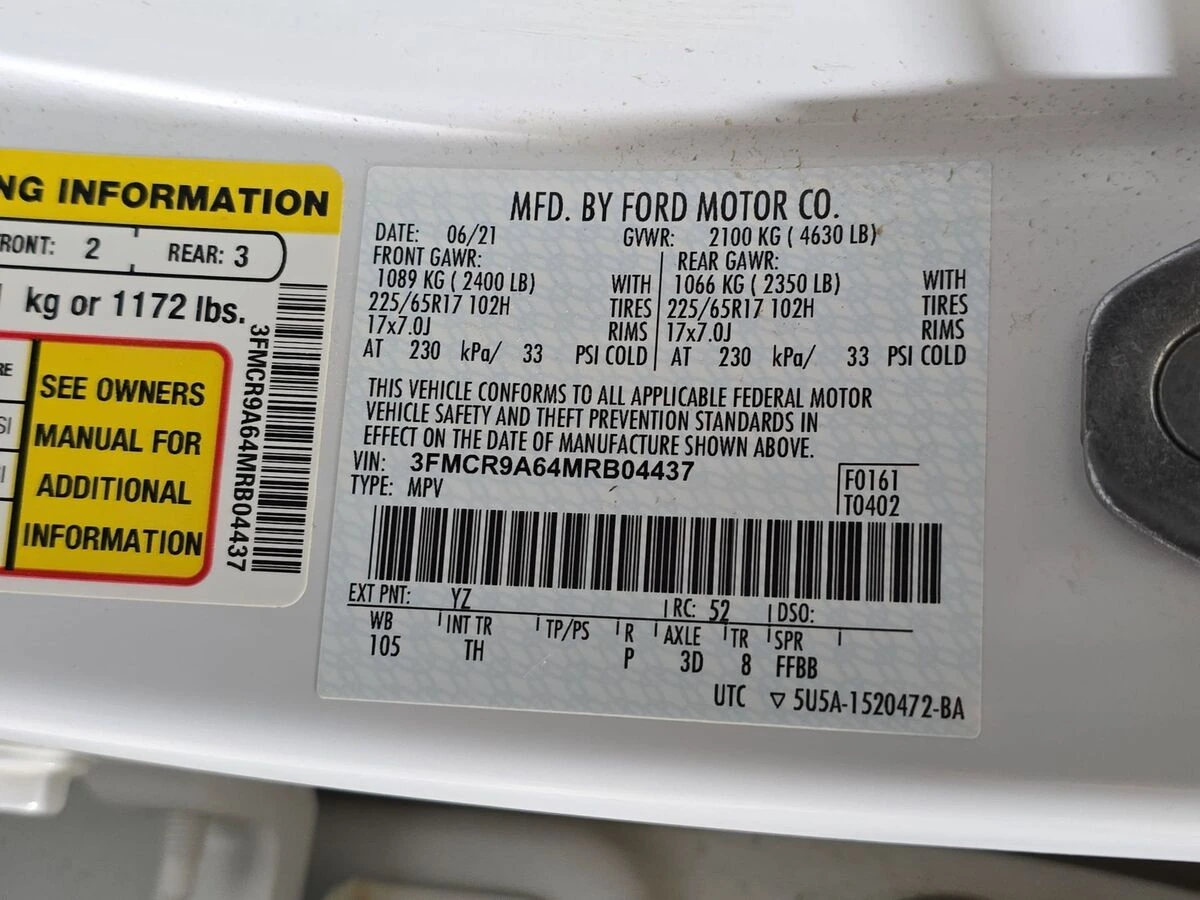 NG INFORMATION
RONT: 2 REAR: 3
kg or 1172 lbs.
SEE OWNERS
MANUAL FOR
ADDITIONAL
INFORMATION
3FMCR9A64MRB04437
MFD. BY FORD MOTOR CO.
DATE: 06/21 GVWR: 2100 KG ( 4630 LB)
FRONT GAWR: REAR GAWR:
1089 KG ( 2400 LB) WITH 1066 KG ( 2350 LB) WITH
225/65R17 102H TIRES 225/65R17 102H TIRES
17x7.0J RIMS 17x7.0J RIMS
AT 230 kPa/ 33 PSI COLD AT 230 kPa/ 33 PSI COLD
THIS VEHICLE CONFORMS TO ALL APPLICABLE FEDERAL MOTOR
VEHICLE SAFETY AND THEFT PREVENTION STANDARDS IN
EFFECT ON THE DATE OF MANUFACTURE SHOWN ABOVE.
VIN: 3FMCR9A64MRB04437
TYPE: MPV
F0161
T0402
EXT PNT: YZ RC: 52 DSO:
WB INT TR TP/PS R AXLE TR SPR
105 TH P 3D 8 FFBB
UTC ▽ 5U5A-1520472-BA